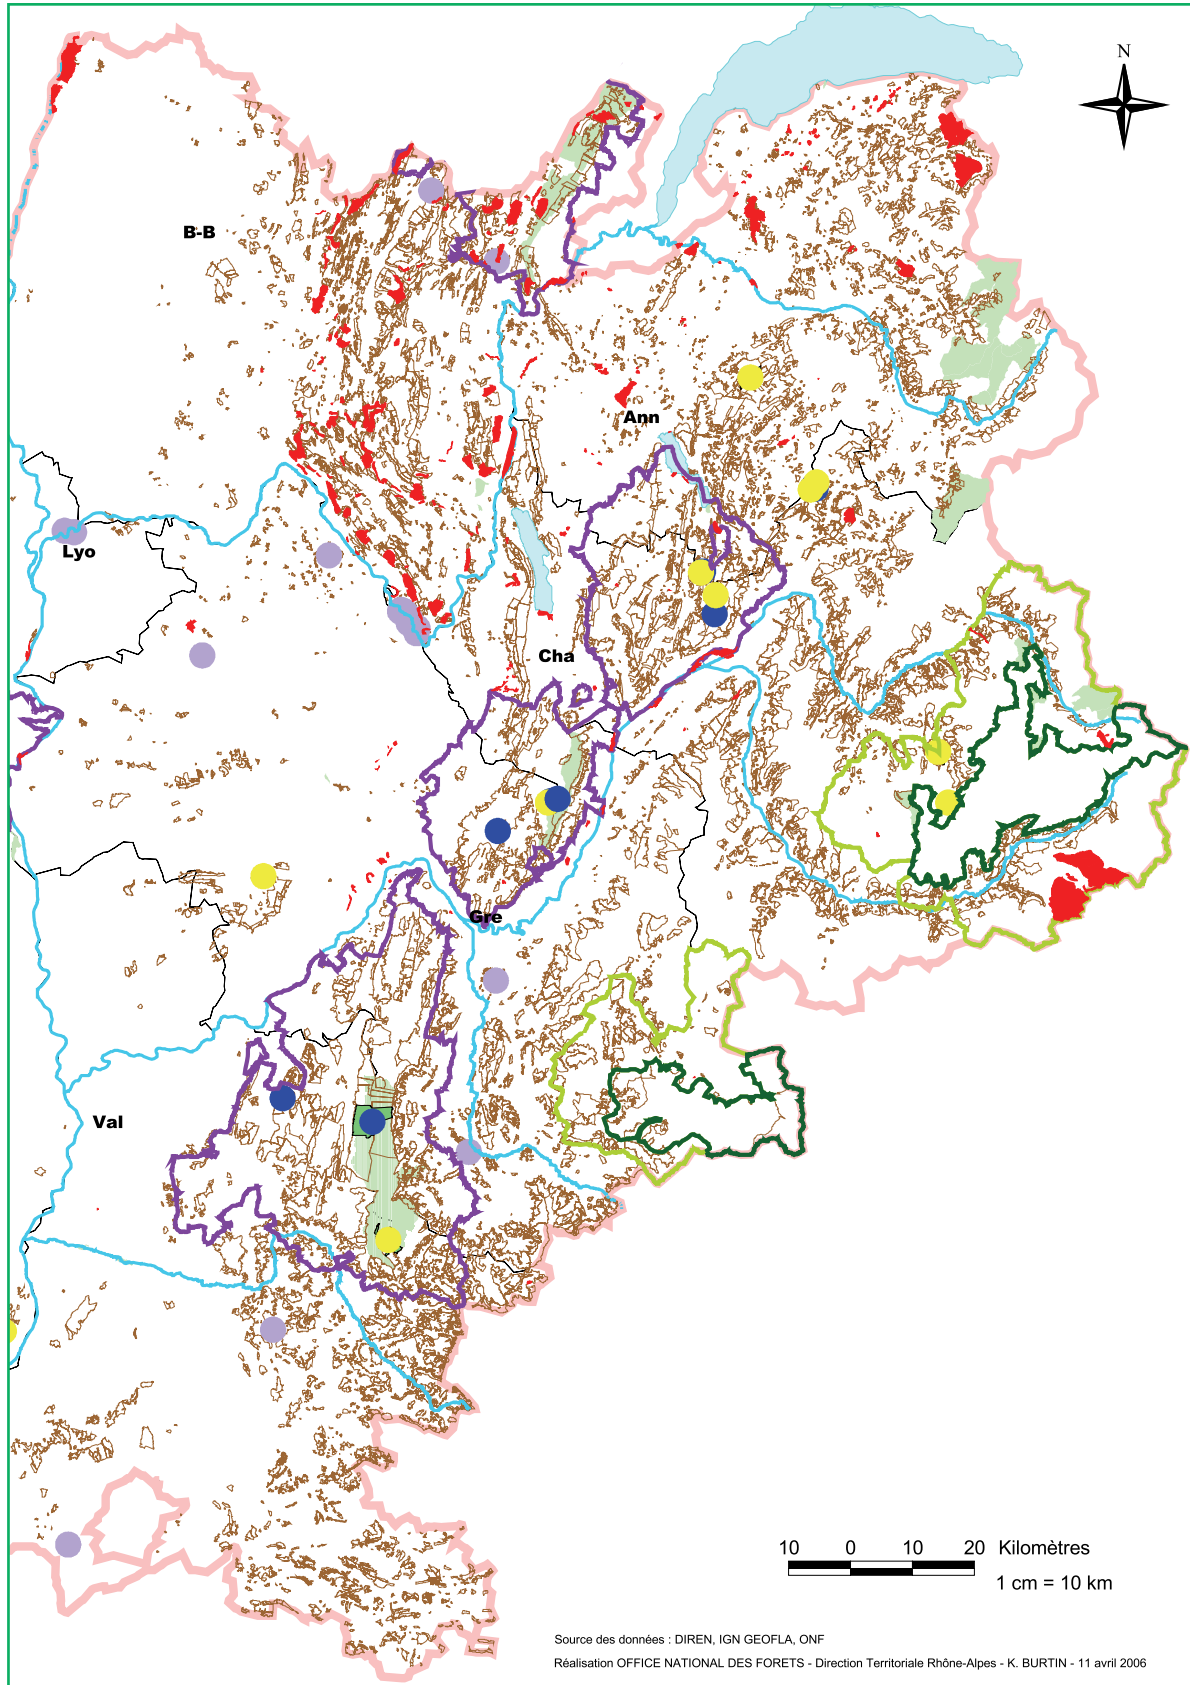 N
B-B
Ann
Lyo
Cha
Gre
Val
10 0 10 20 Kilomètres
1 cm = 10 km
Source des données : DIREN, IGN GEOFLA, ONF
Réalisation OFFICE NATIONAL DES FORETS - Direction Territoriale Rhône-Alpes - K. BURTIN - 11 avril 2006